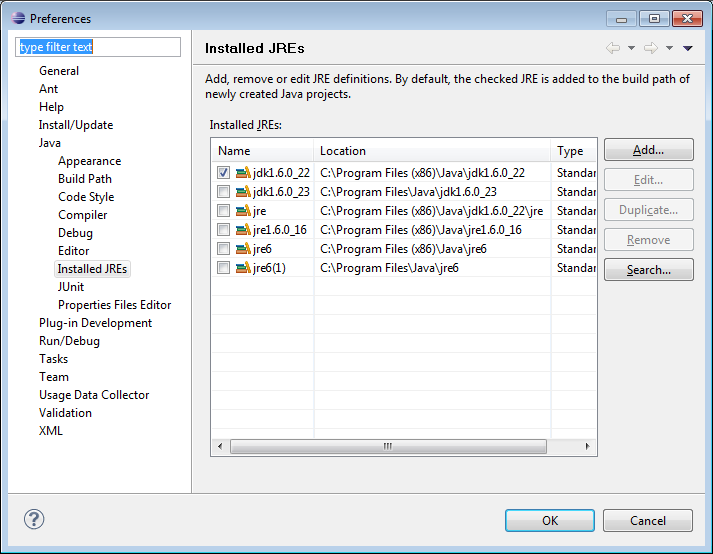 Preferences
type filter text
General
Ant
Help
Install/Update
Java
Appearance
Build Path
Code Style
Compiler
Debug
Editor
Installed JREs
JUnit
Properties Files Editor
Plug-in Development
Run/Debug
Tasks
Team
Usage Data Collector
Validation
XML
Installed JREs
Add, remove or edit JRE definitions. By default, the checked JRE is added to the build path of
newly created Java projects.
Installed JREs:
Name Location Type
jdk1.6.0_22 C:\Program Files (x86)\Java\jdk1.6.0_22 Standar
jdk1.6.0_23 C:\Program Files\Java\jdk1.6.0_23 Standar
jre C:\Program Files (x86)\Java\jdk1.6.0_22\jre Standar
jre1.6.0_16 C:\Program Files (x86)\Java\jre1.6.0_16 Standar
jre6 C:\Program Files (x86)\Java\jre6 Standar
jre6(1) C:\Program Files\Java\jre6 Standar
Add...
Edit...
Duplicate...
Remove
Search...
OK Cancel